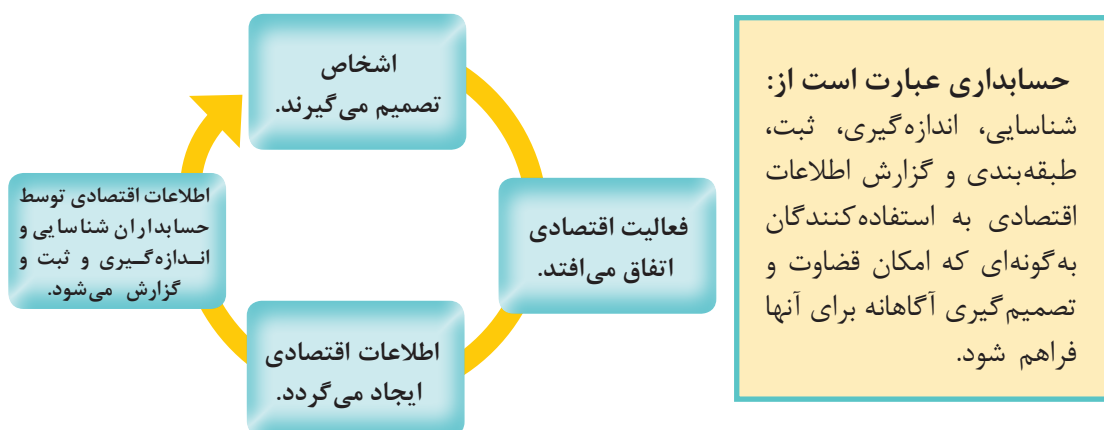 حسابداری عبارت است از:
شناسایی، اندازه‌گیری، ثبت،
طبقه‌بندی و گزارش اطلاعات
اقتصادی به استفاده‌کنندگان
به‌گونه‌ای که امکان قضاوت و
تصمیم‌گیری آگاهانه برای آنها
فراهم شود.
اشخاص
تصمیم می‌گیرند.
فعالیت اقتصادی
اتفاق می‌افتد.
اطلاعات اقتصادی
ایجاد می‌گردد.
اطلاعات اقتصادی توسط
حسابداران شناسایی و
انـدازه‌گـیری و ثبت و
گزارش می‌شود.